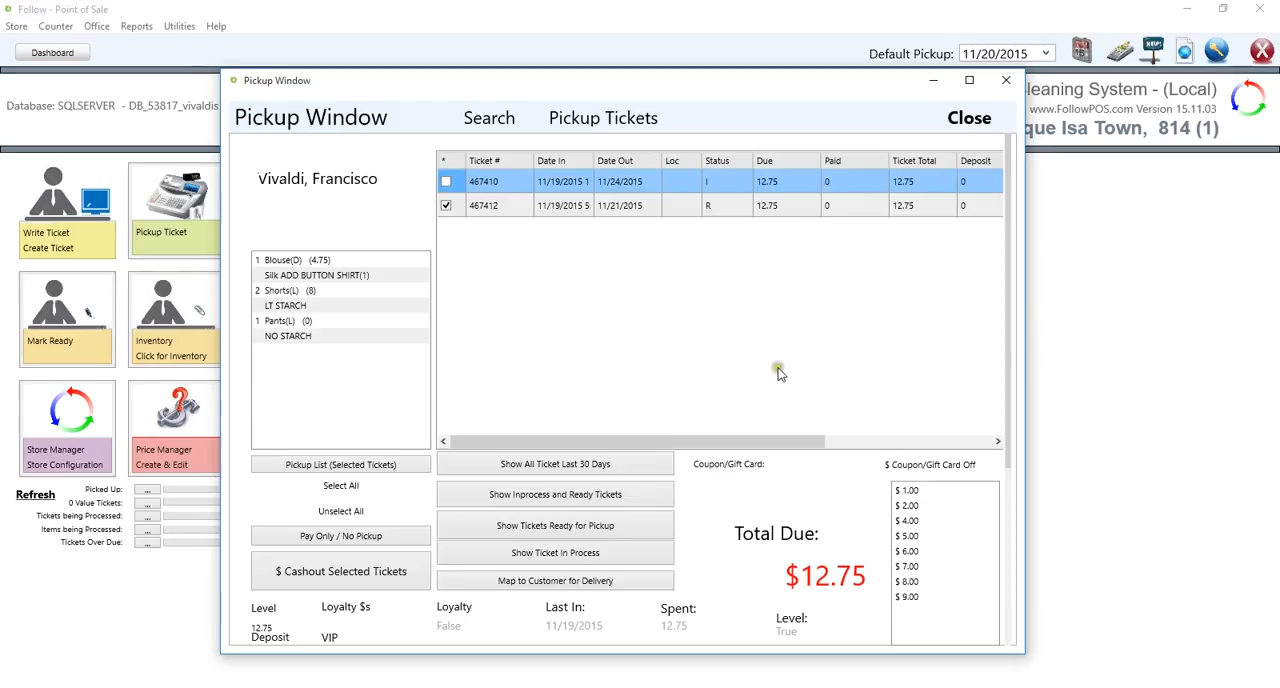 Follow - Point of Sale
Store Counter Office Reports Utilities Help
Dashboard
Default Pickup: 11/20/2015
HELP
Database: SQLSERVER - DB_53817_vivaldis
leaning System - (Local)
www.FollowPOS.com Version 15.11.03
que Isa Town, 814 (1)
Pickup Window
Pickup Window Search Pickup Tickets Close
Vivaldi, Francisco
* Ticket # Date In Date Out Loc Status Due Paid Ticket Total Deposit
467410 11/19/2015 1 11/24/2015 I 12.75 0 12.75 0
467412 11/19/2015 5 11/21/2015 R 12.75 0 12.75 0
Write Ticket
Create Ticket
Pickup Ticket
Mark Ready
Inventory
Click for Inventory
Store Manager
Store Configuration
Price Manager
Create & Edit
Refresh
Picked Up: ...
0 Value Tickets: ...
Tickets being Processed: ...
Items being Processed: ...
Tickets Over Due: ...
1 Blouse(D) (4.75)
Silk ADD BUTTON SHIRT(1)
2 Shorts(L) (8)
LT STARCH
1 Pants(L) (0)
NO STARCH
Pickup List (Selected Tickets)
Select All
Unselect All
Pay Only / No Pickup
$ Cashout Selected Tickets
Show All Ticket Last 30 Days
Show Inprocess and Ready Tickets
Show Tickets Ready for Pickup
Show Ticket In Process
Map to Customer for Delivery
Coupon/Gift Card:
$ Coupon/Gift Card Off
$ 1.00
$ 2.00
$ 4.00
$ 5.00
$ 6.00
$ 7.00
$ 8.00
$ 9.00
Total Due:
$12.75
Level Loyalty $s Loyalty Last In: Spent: Level:
12.75 False 11/19/2015 12.75 True
Deposit VIP